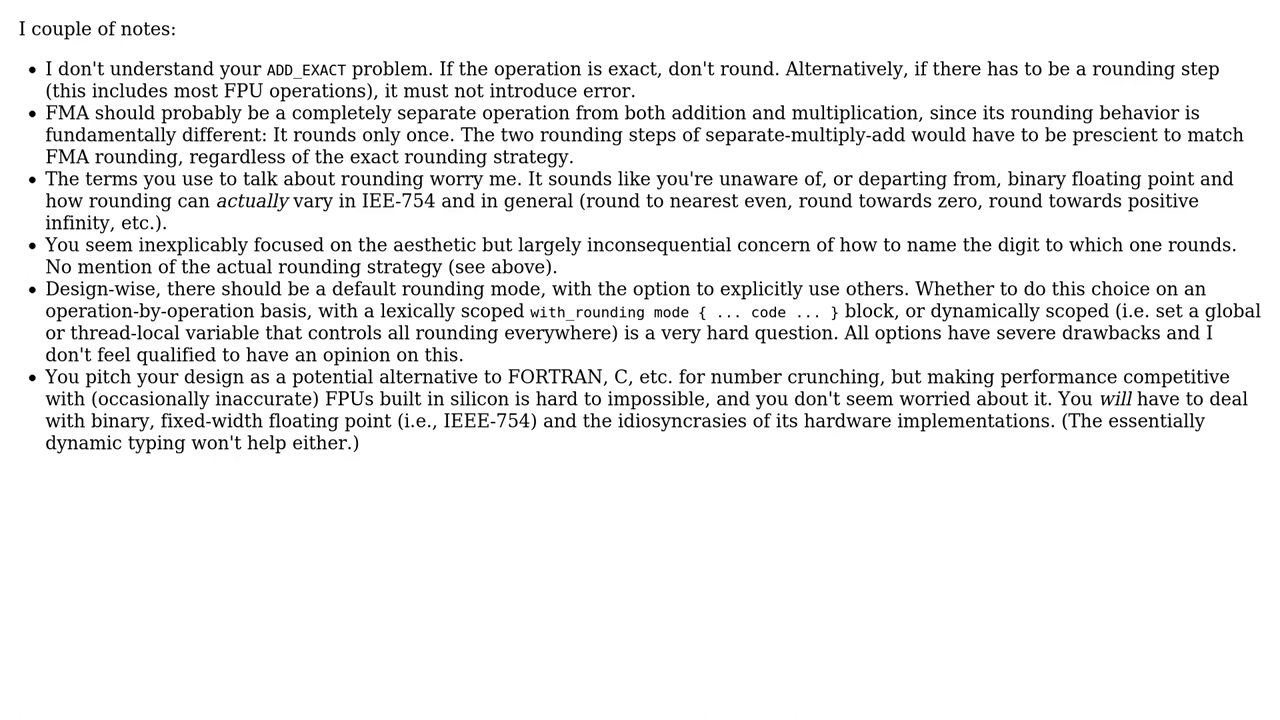 I couple of notes:
• I don't understand your ADD_EXACT problem. If the operation is exact, don't round. Alternatively, if there has to be a rounding step
(this includes most FPU operations), it must not introduce error.
• FMA should probably be a completely separate operation from both addition and multiplication, since its rounding behavior is
fundamentally different: It rounds only once. The two rounding steps of separate-multiply-add would have to be prescient to match
FMA rounding, regardless of the exact rounding strategy.
• The terms you use to talk about rounding worry me. It sounds like you're unaware of, or departing from, binary floating point and
how rounding can actually vary in IEE-754 and in general (round to nearest even, round towards zero, round towards positive
infinity, etc.).
• You seem inexplicably focused on the aesthetic but largely inconsequential concern of how to name the digit to which one rounds.
No mention of the actual rounding strategy (see above).
• Design-wise, there should be a default rounding mode, with the option to explicitly use others. Whether to do this choice on an
operation-by-operation basis, with a lexically scoped with_rounding mode { ... code ... } block, or dynamically scoped (i.e. set a global
or thread-local variable that controls all rounding everywhere) is a very hard question. All options have severe drawbacks and I
don't feel qualified to have an opinion on this.
• You pitch your design as a potential alternative to FORTRAN, C, etc. for number crunching, but making performance competitive
with (occasionally inaccurate) FPUs built in silicon is hard to impossible, and you don't seem worried about it. You will have to deal
with binary, fixed-width floating point (i.e., IEEE-754) and the idiosyncrasies of its hardware implementations. (The essentially
dynamic typing won't help either.)